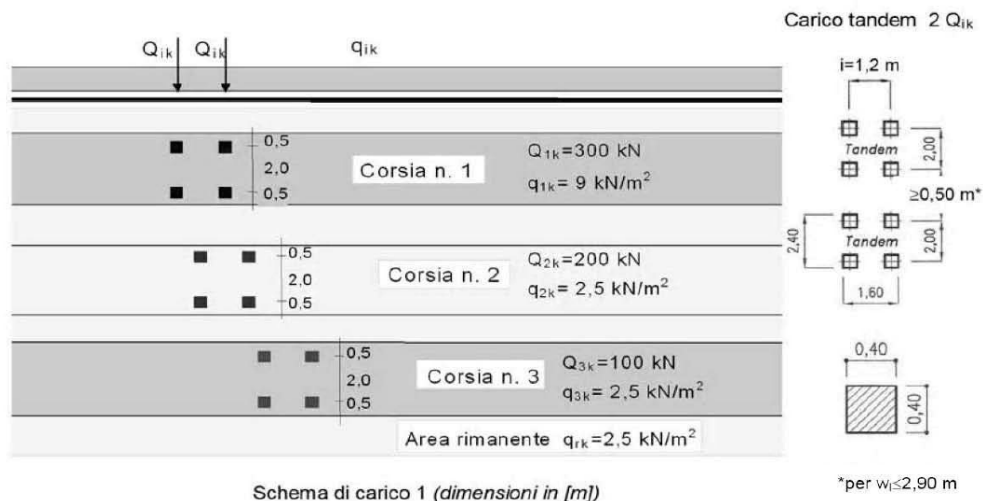 Carico tandem 2 Qik
Qik Qik qik
i=1,2 m
0,5
2,0
0,5
Corsia n. 1
Q1k=300 kN
q1k= 9 kN/m²
Tandem
2,00
≥0,50 m*
0,5
2,0
0,5
Corsia n. 2
Q2k=200 kN
q2k= 2,5 kN/m²
2,40
Tandem
2,00
1,60
0,5
2,0
0,5
Corsia n. 3
Q3k=100 kN
q3k= 2,5 kN/m²
0,40
0,40
Area rimanente qrk=2,5 kN/m²
Schema di carico 1 (dimensioni in [m])
*per wl≤2,90 m